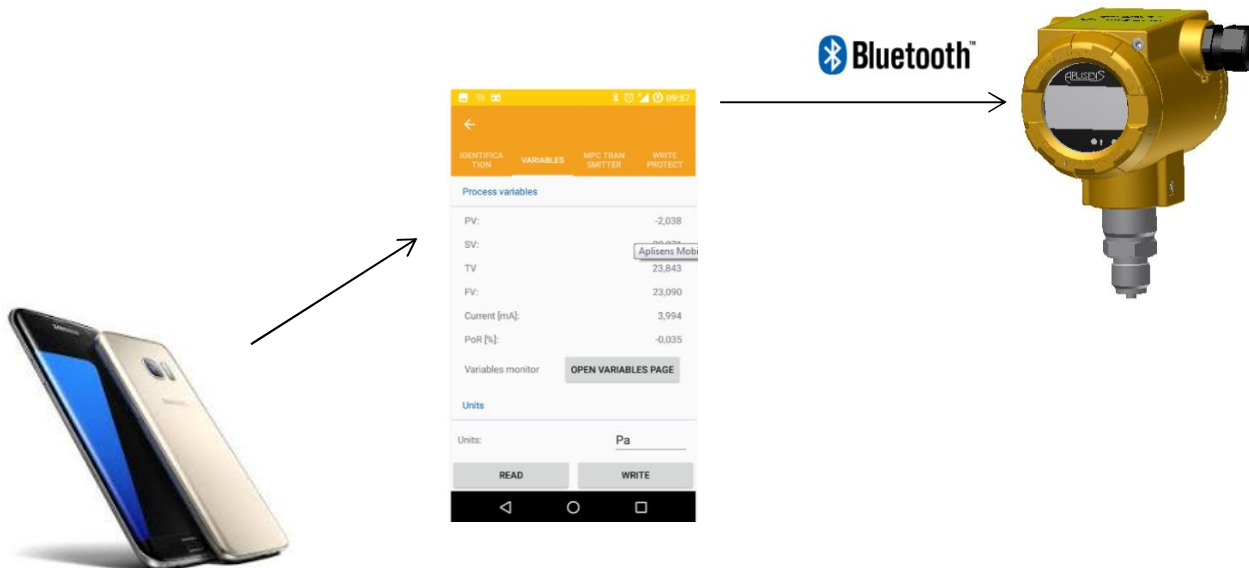 Bluetooth™
APLISENS
09:57
IDENTIFICA
TION
VARIABLES
MPC TRAN
SMITTER
WRITE
PROTECT
Process variables
PV: -2,038
SV:
Aplisens Mobi
TV 23,843
FV: 23,090
Current [mA]: 3,994
PoR [%]: -0,035
Variables monitor OPEN VARIABLES PAGE
Units
Units: Pa
READ WRITE
SAMSUNG